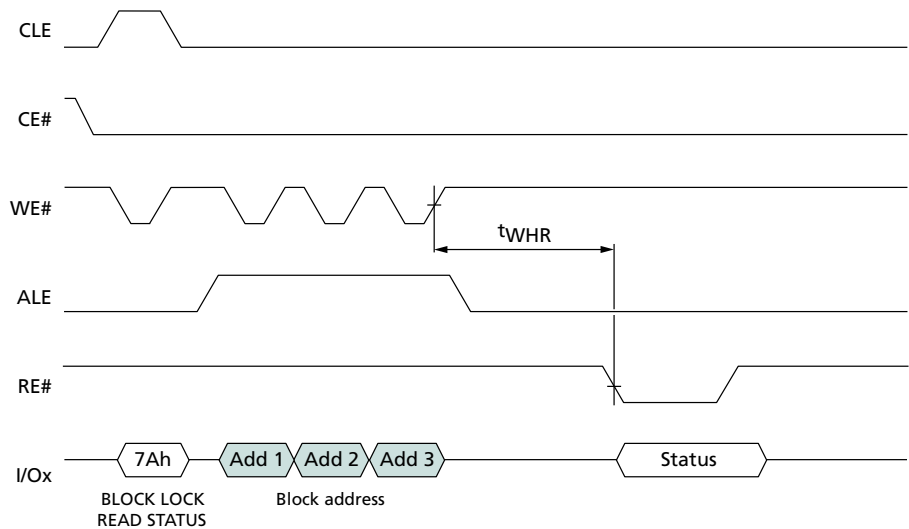 CLE
CE#
WE#
tWHR
ALE
RE#
I/Ox
7Ah
Add 1
Add 2
Add 3
Status
BLOCK LOCK
READ STATUS
Block address